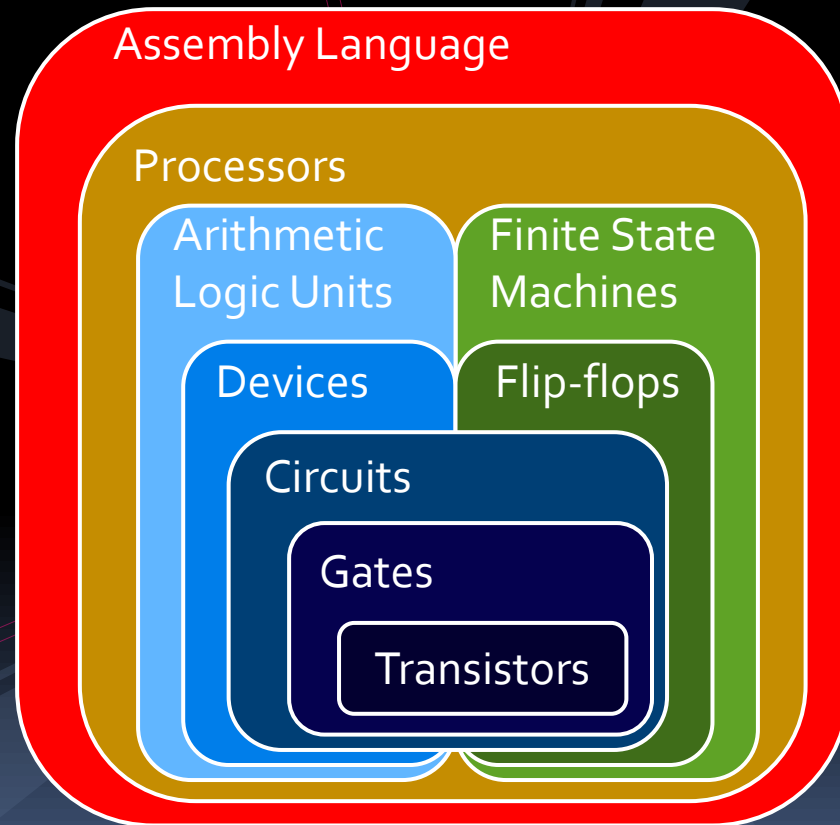 Assembly Language
Processors
Arithmetic
Logic Units
Finite State
Machines
Devices
Flip-flops
Circuits
Gates
Transistors